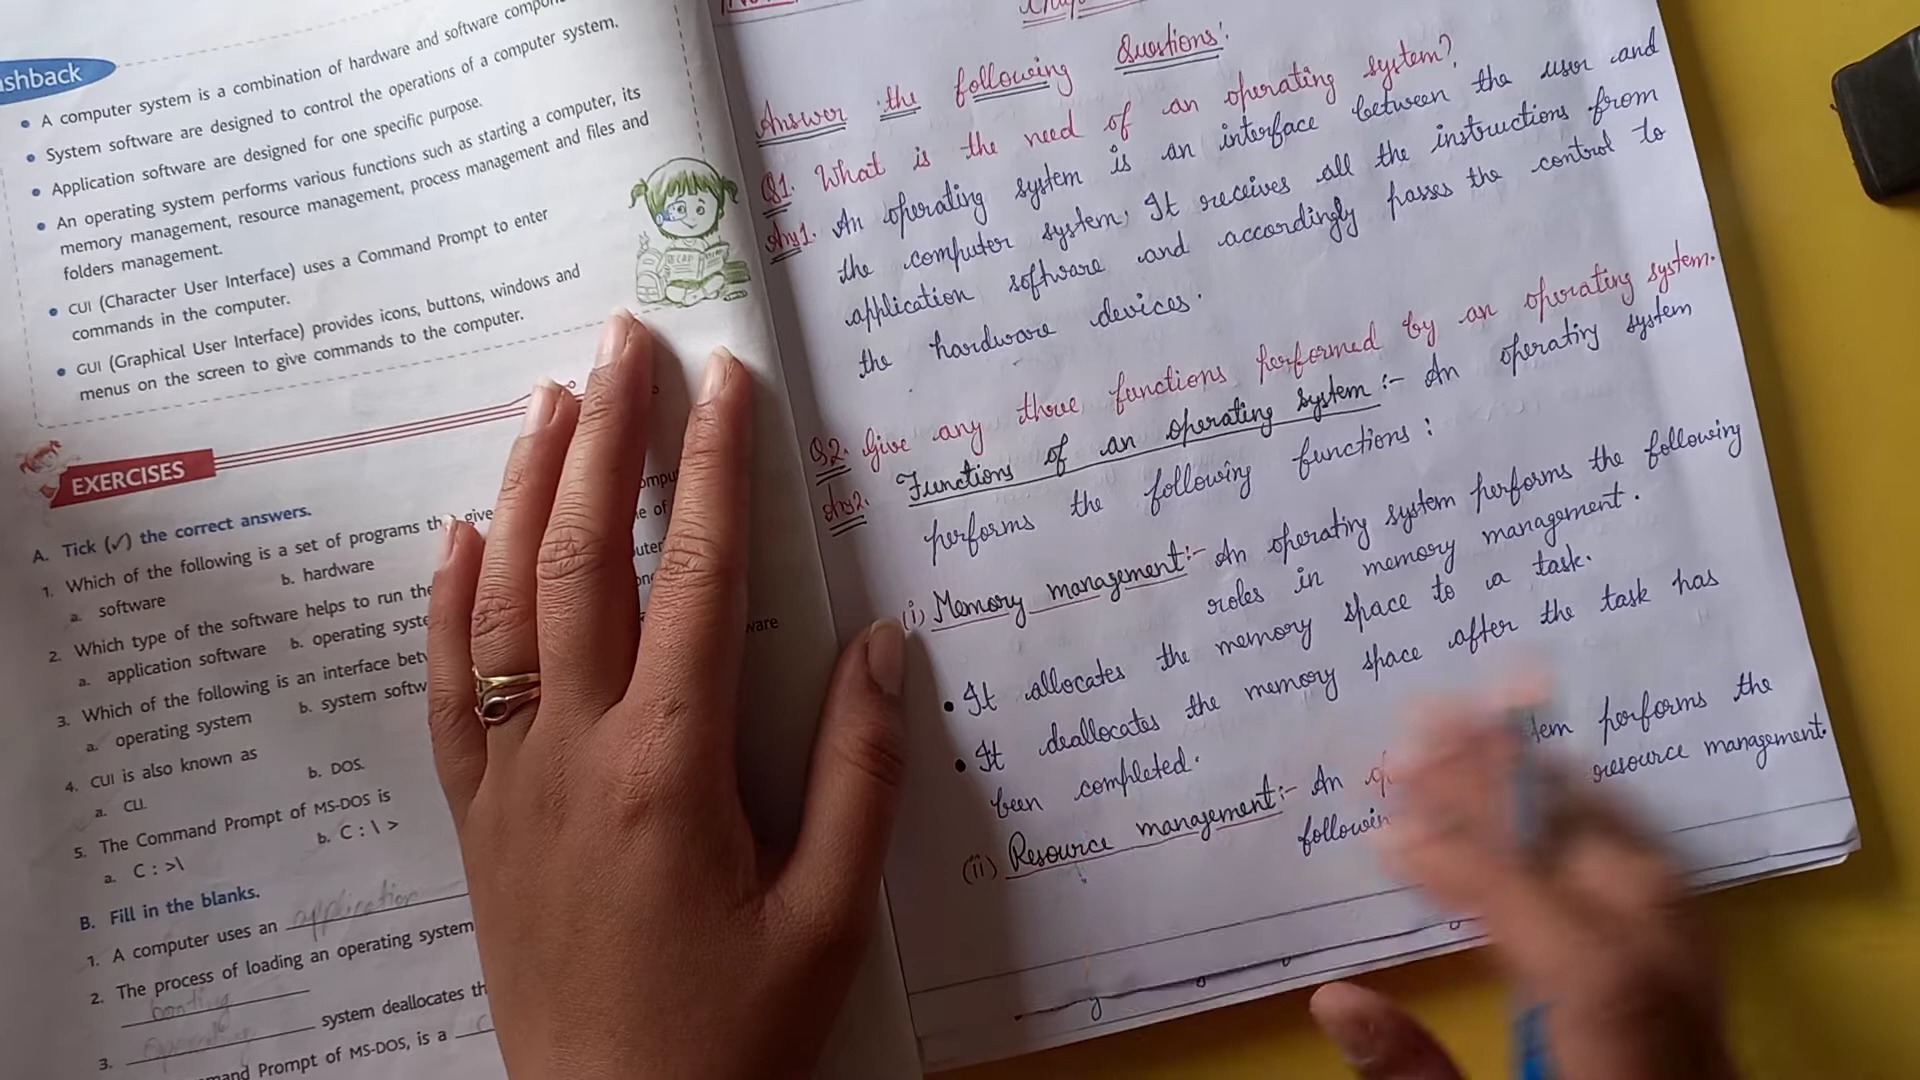 shback
• A computer system is a combination of hardware and software
• System software are designed to control the operations of a computer system.
• Application software are designed for one specific purpose.
• An operating system performs various functions such as starting a computer, its
memory management, resource management, process management and files and
folders management.
• CUI (Character User Interface) uses a Command Prompt to enter
commands in the computer.
• GUI (Graphical User Interface) provides icons, buttons, windows and
menus on the screen to give commands to the computer.
EXERCISES
A. Tick (✓) the correct answers.
1. Which of the following is a set of programs
a. software b. hardware
2. Which type of the software helps to run the
a. application software b. operating syste
3. Which of the following is an interface bet
a. operating system b. system softw
4. CUI is also known as
a. CLI. b. DOS.
5. The Command Prompt of MS-DOS is
a. C : >\ b. C : \ >
B. Fill in the blanks.
1. A computer uses an application
2. The process of loading an operating system
booting
3. Operating system deallocates th
mand Prompt of MS-DOS, is a
Answer the following Questions:
Q1. What is the need of an operating system?
Ans1. An operating system is an interface between the user and
the computer system. It receives all the instructions from
application software and accordingly passes the control to
the hardware devices.
Q2. Give any three functions performed by an operating system.
Ans2. Functions of an operating system :- An operating system
performs the following functions :
(i) Memory management:- An operating system performs the following
roles in memory management.
• It allocates the memory space to a task.
• It deallocates the memory space after the task has
been completed.
(ii) Resource management:- An op tem performs the
followin resource management.